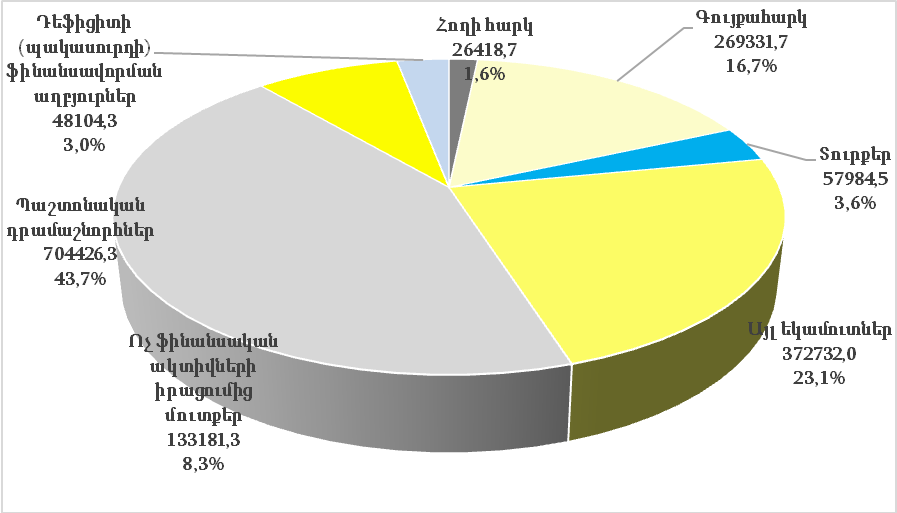 Դեֆիցիտի
(պակասուրդի)
ֆինանսավորման
աղբյուրներ
48104,3
3,0%
Հողի հարկ
26418,7
1,6%
Գույքահարկ
269331,7
16,7%
Տուրքեր
57984,5
3,6%
Պաշտոնական
դրամաշնորհներ
704426,3
43,7%
Այլ եկամուտներ
372732,0
23,1%
Ոչ ֆինանսական
ակտիվների
իրացումից
մուտքեր
133181,3
8,3%